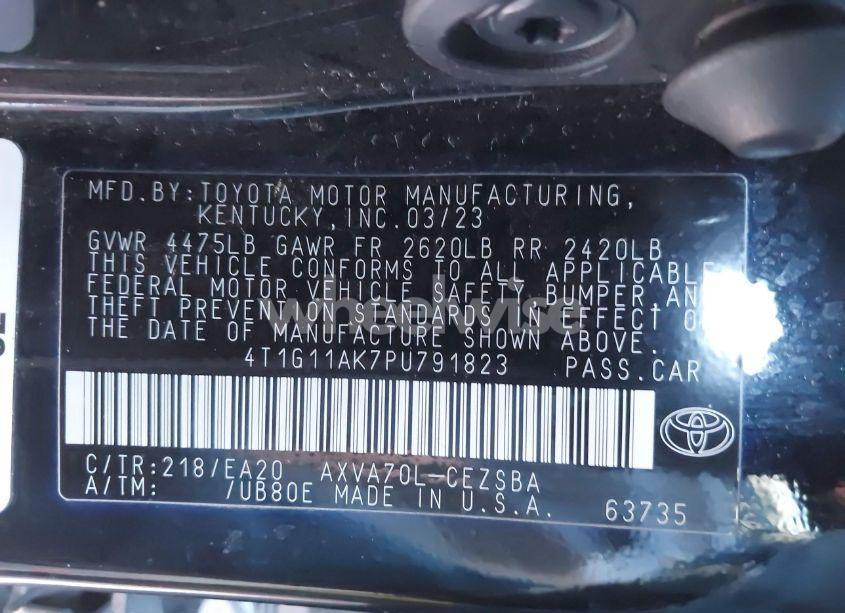 MFD.BY:TOYOTA MOTOR MANUFACTURING,
KENTUCKY,INC.03/23
GVWR 4475LB GAWR FR 2620LB RR 2420LB
THIS VEHICLE CONFORMS TO ALL APPLICABLE
FEDERAL MOTOR VEHICLE SAFETY, BUMPER, AND
THEFT PREVENTION STANDARDS IN EFFECT ON
THE DATE OF MANUFACTURE SHOWN ABOVE.
wheelwise
4T1G11AK7PU791823 PASS.CAR
C/TR:218/EA20 AXVA70L-CEZSBA
A/TM: /UB80E MADE IN U.S.A. 63735